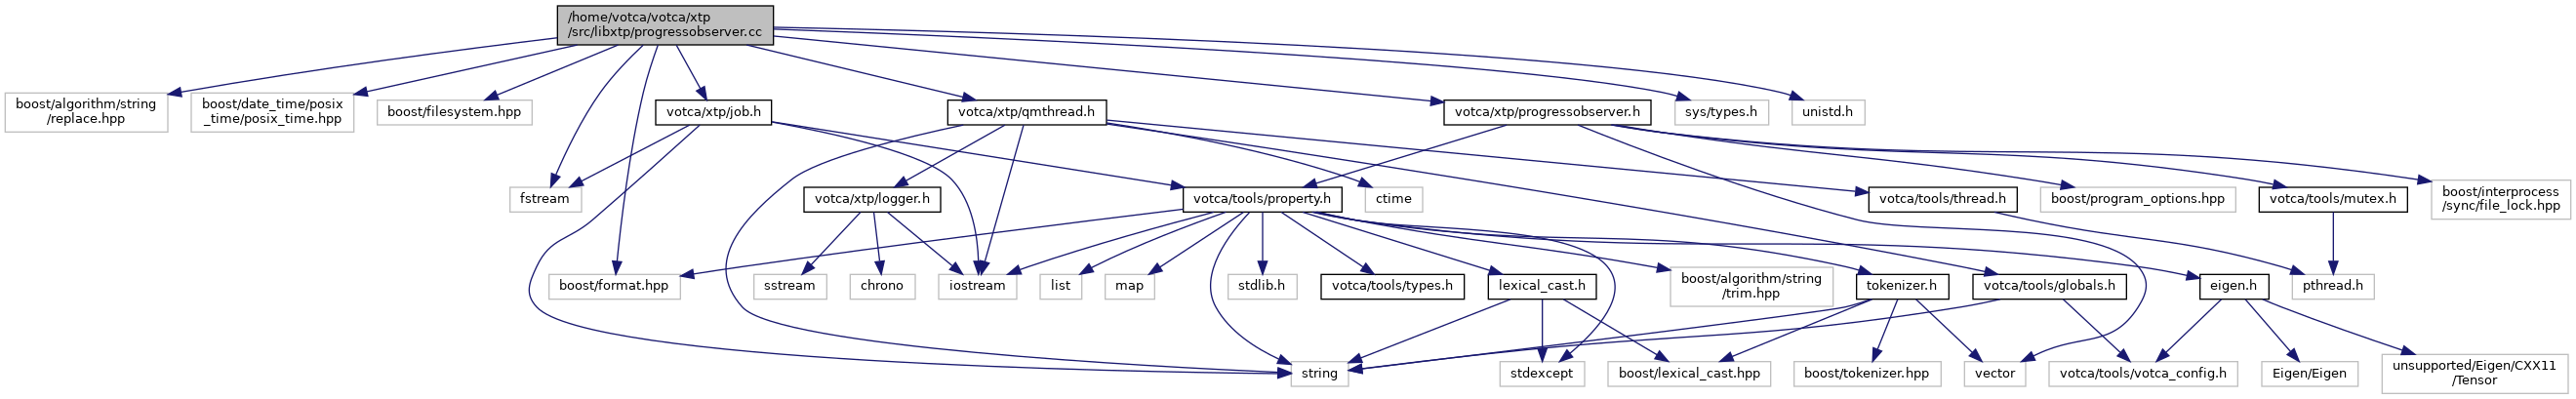 /home/votca/votca/xtp
/src/libxtp/progressobserver.cc
boost/algorithm/string
/replace.hpp
boost/date_time/posix
_time/posix_time.hpp
boost/filesystem.hpp
votca/xtp/job.h
votca/xtp/qmthread.h
votca/xtp/progressobserver.h
sys/types.h
unistd.h
fstream
votca/xtp/logger.h
votca/tools/property.h
ctime
votca/tools/thread.h
boost/program_options.hpp
votca/tools/mutex.h
boost/interprocess
/sync/file_lock.hpp
boost/format.hpp
sstream
chrono
iostream
list
map
stdlib.h
votca/tools/types.h
lexical_cast.h
boost/algorithm/string
/trim.hpp
tokenizer.h
votca/tools/globals.h
eigen.h
pthread.h
string
stdexcept
boost/lexical_cast.hpp
boost/tokenizer.hpp
vector
votca/tools/votca_config.h
Eigen/Eigen
unsupported/Eigen/CXX11
/Tensor